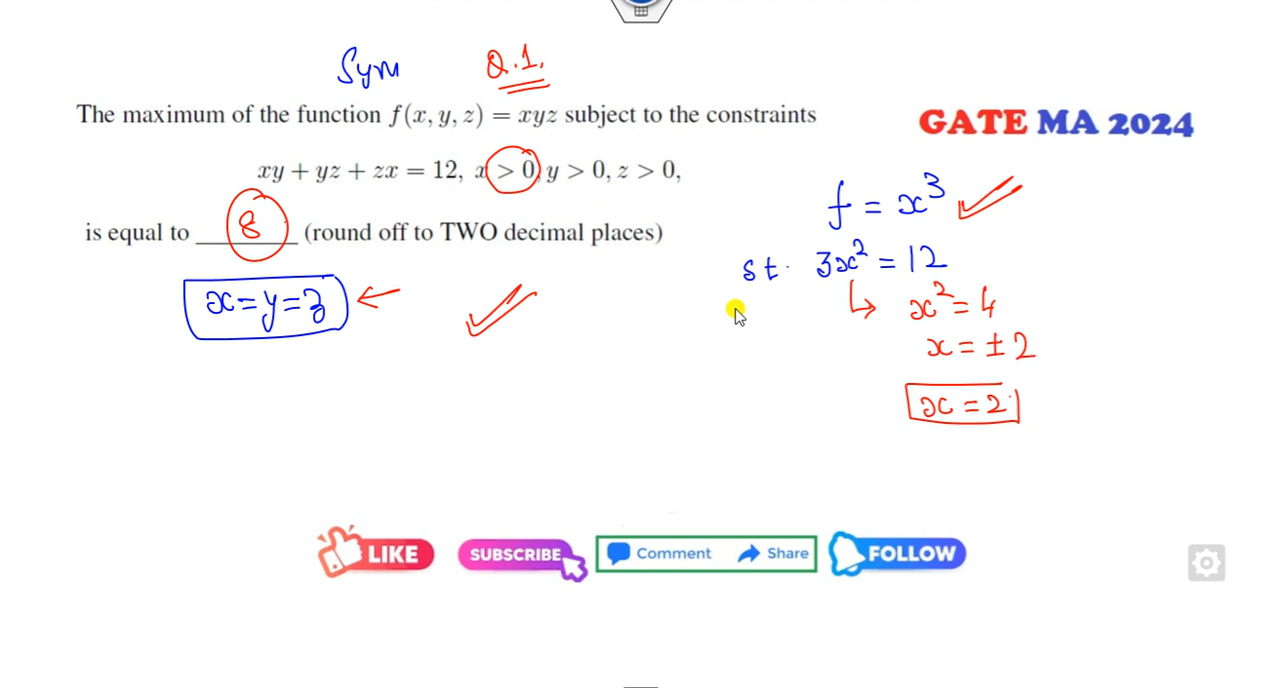 Sym Q.1.
The maximum of the function f(x, y, z) = xyz subject to the constraints
GATE MA 2024
xy + yz + zx = 12, x > 0, y > 0, z > 0,
f = x³
is equal to 8 (round off to TWO decimal places)
st. 3x² = 12
x=y=z
x² = 4
x = ±2
x = 2
LIKE SUBSCRIBE Comment Share FOLLOW